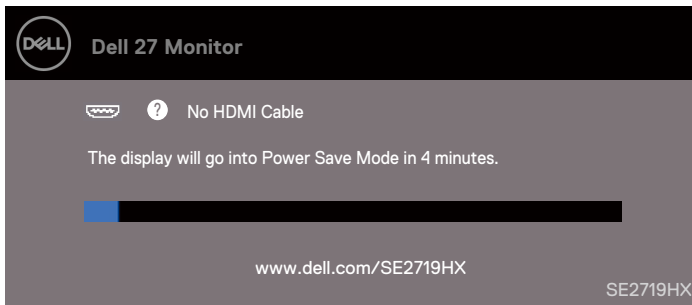 DELL
Dell 27 Monitor
? No HDMI Cable
The display will go into Power Save Mode in 4 minutes.
www.dell.com/SE2719HX
SE2719HX